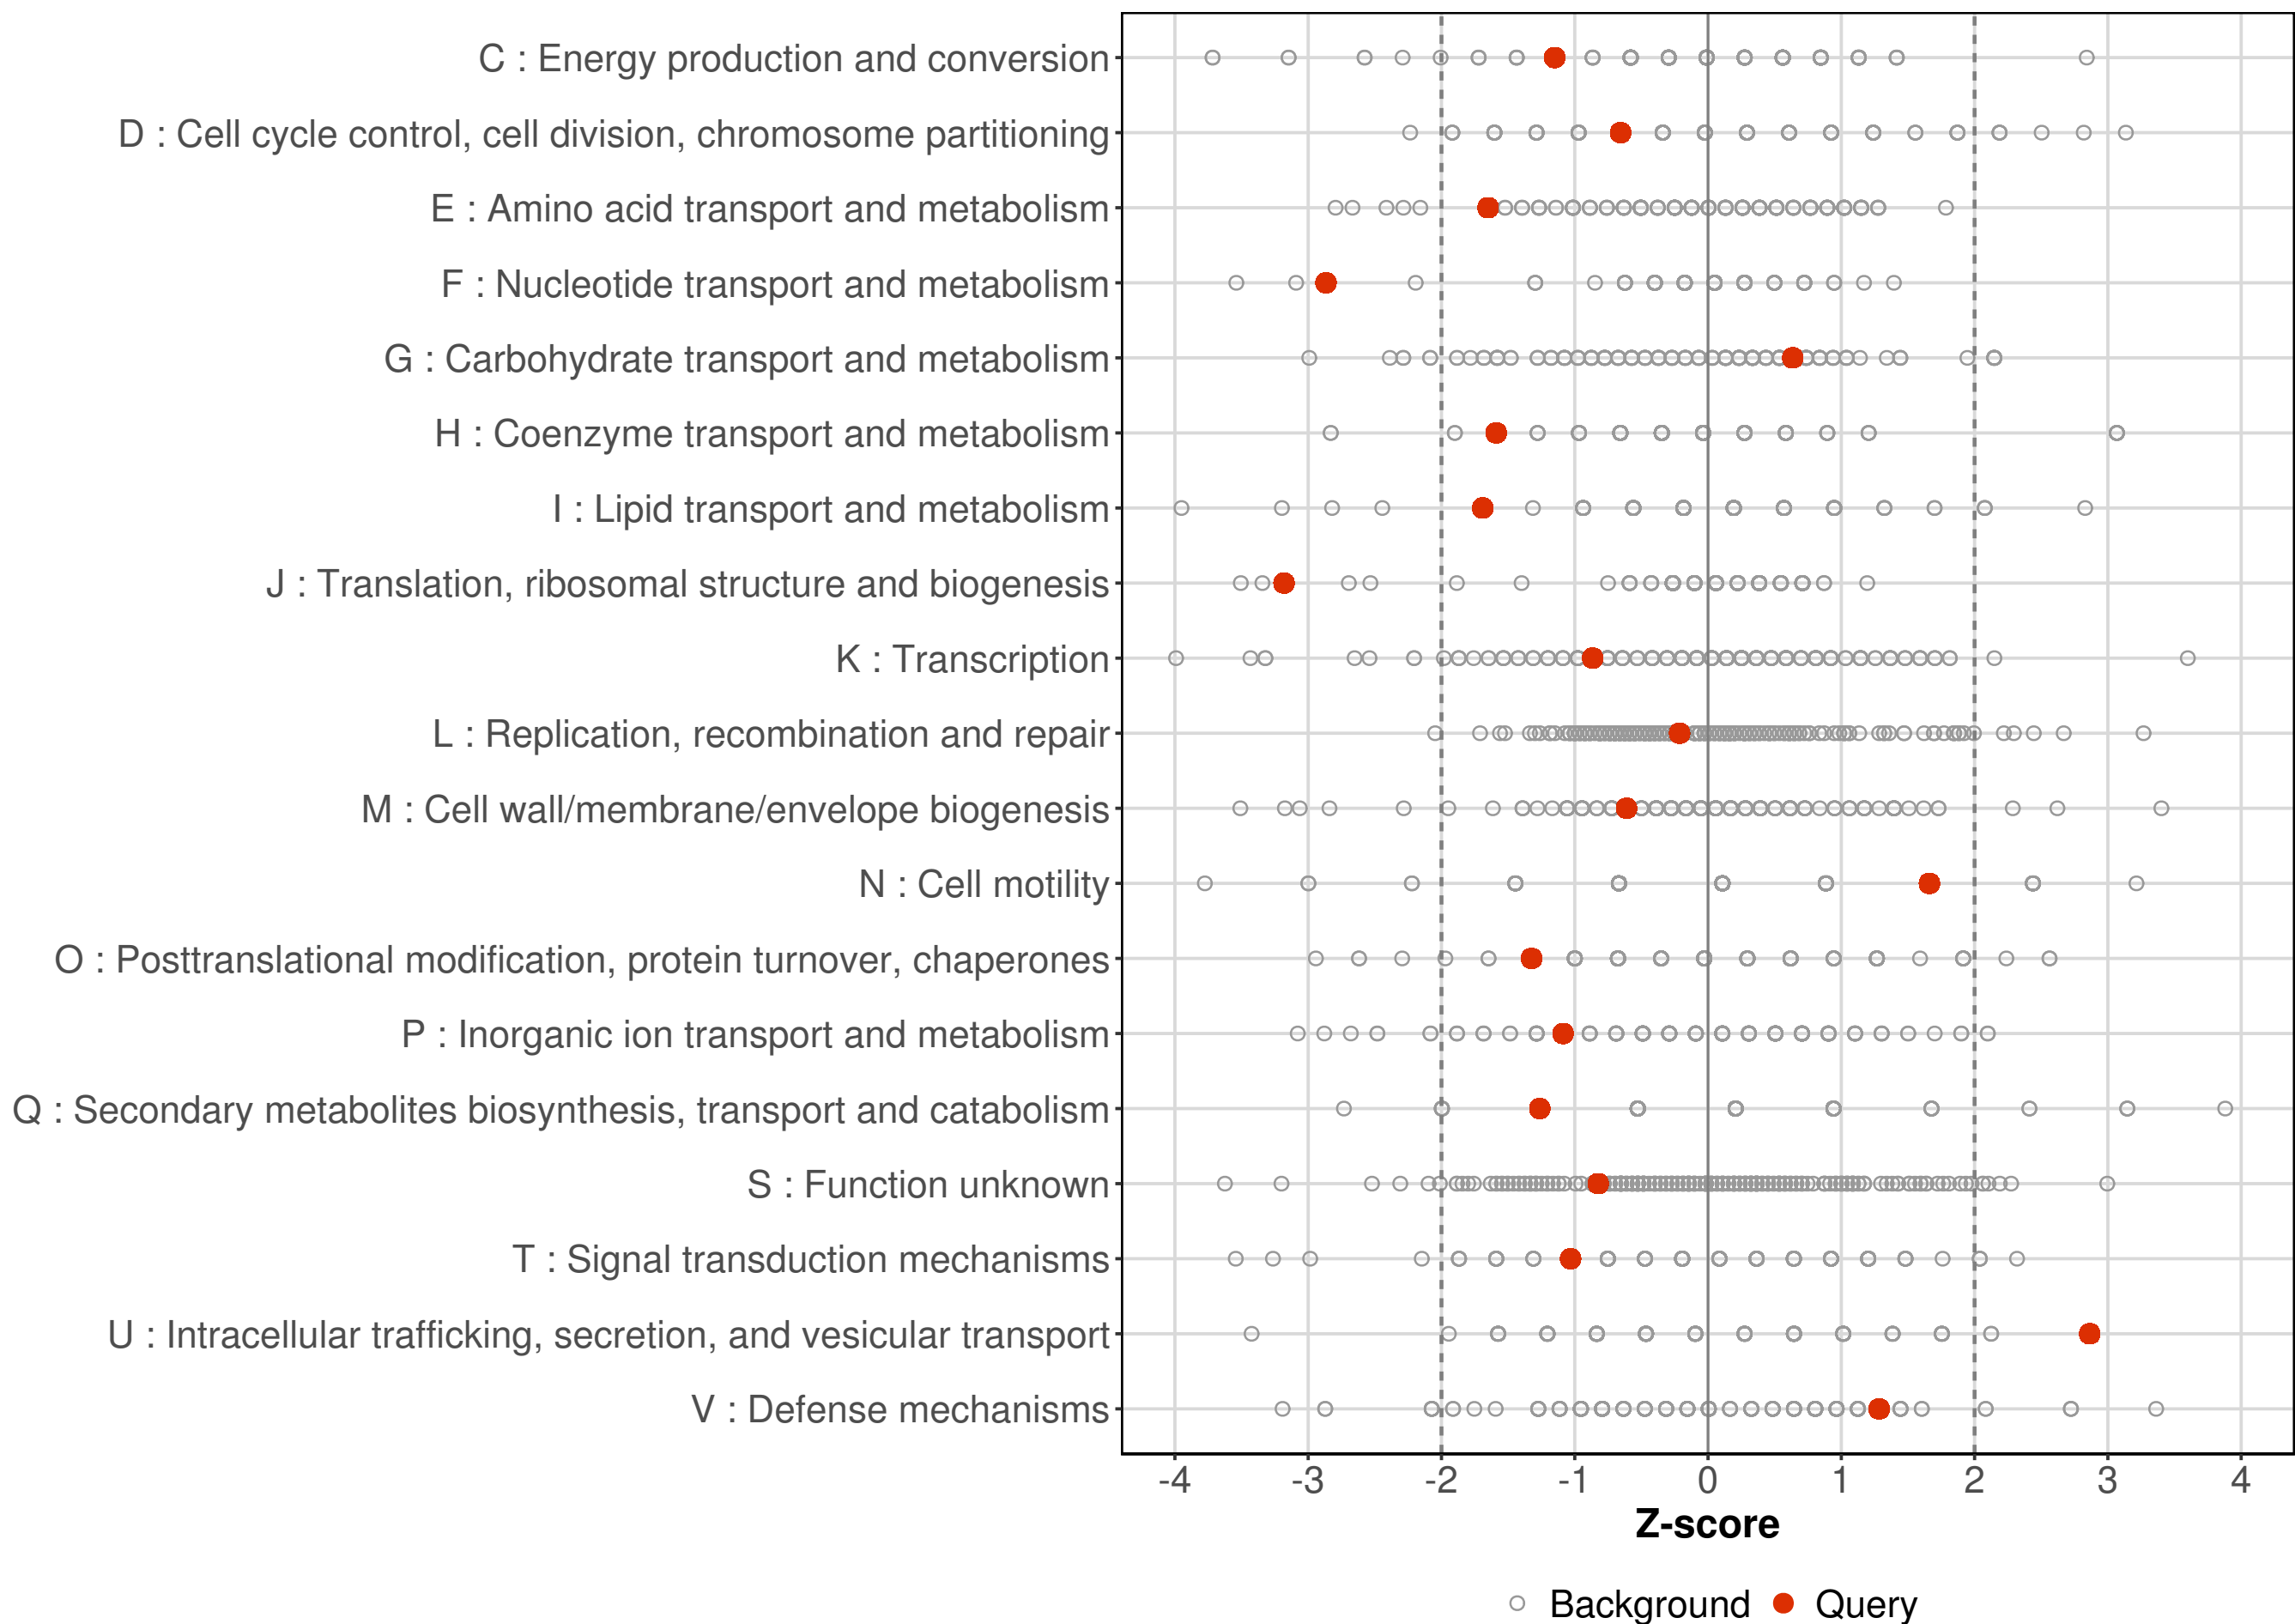 C : Energy production and conversion
D : Cell cycle control, cell division, chromosome partitioning
E : Amino acid transport and metabolism
F : Nucleotide transport and metabolism
G : Carbohydrate transport and metabolism
H : Coenzyme transport and metabolism
I : Lipid transport and metabolism
J : Translation, ribosomal structure and biogenesis
K : Transcription
L : Replication, recombination and repair
M : Cell wall/membrane/envelope biogenesis
N : Cell motility
O : Posttranslational modification, protein turnover, chaperones
P : Inorganic ion transport and metabolism
Q : Secondary metabolites biosynthesis, transport and catabolism
S : Function unknown
T : Signal transduction mechanisms
U : Intracellular trafficking, secretion, and vesicular transport
V : Defense mechanisms
-4 -3 -2 -1 0 1 2 3 4
Z-score
Background Query